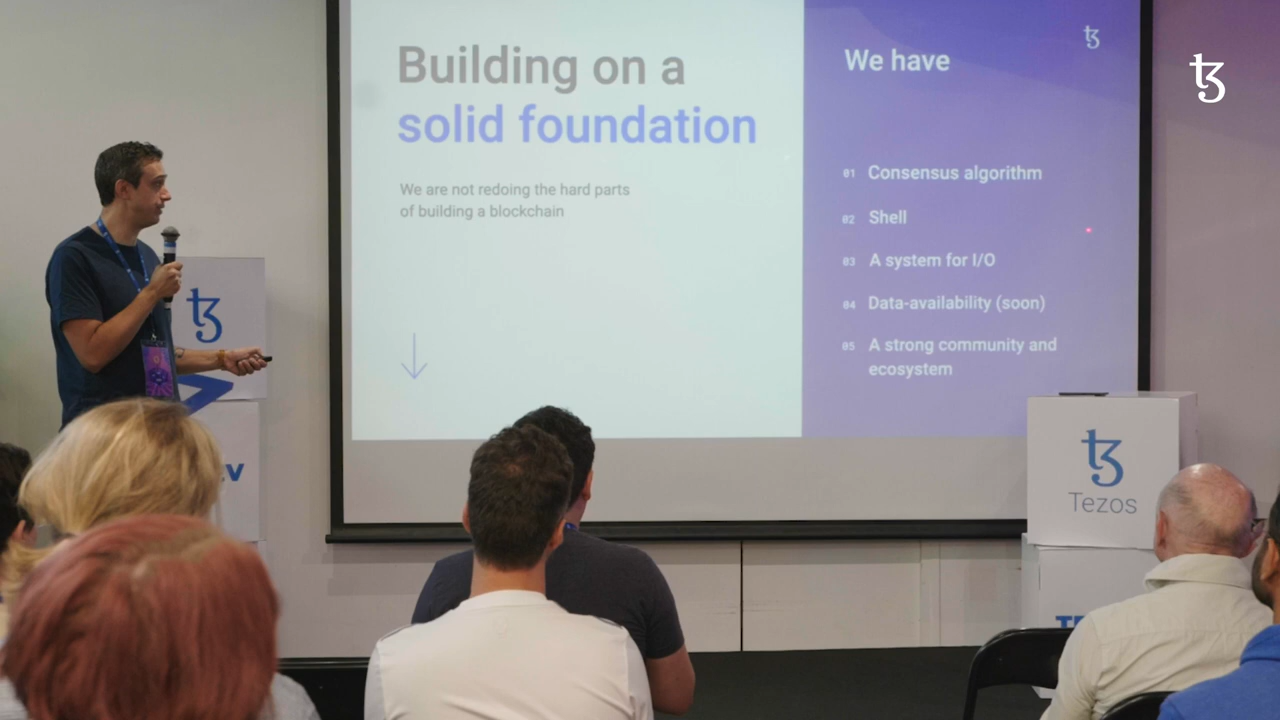 Building on a
solid foundation
We are not redoing the hard parts
of building a blockchain
We have
01 Consensus algorithm
02 Shell
03 A system for I/O
04 Data-availability (soon)
05 A strong community and
ecosystem
Tezos